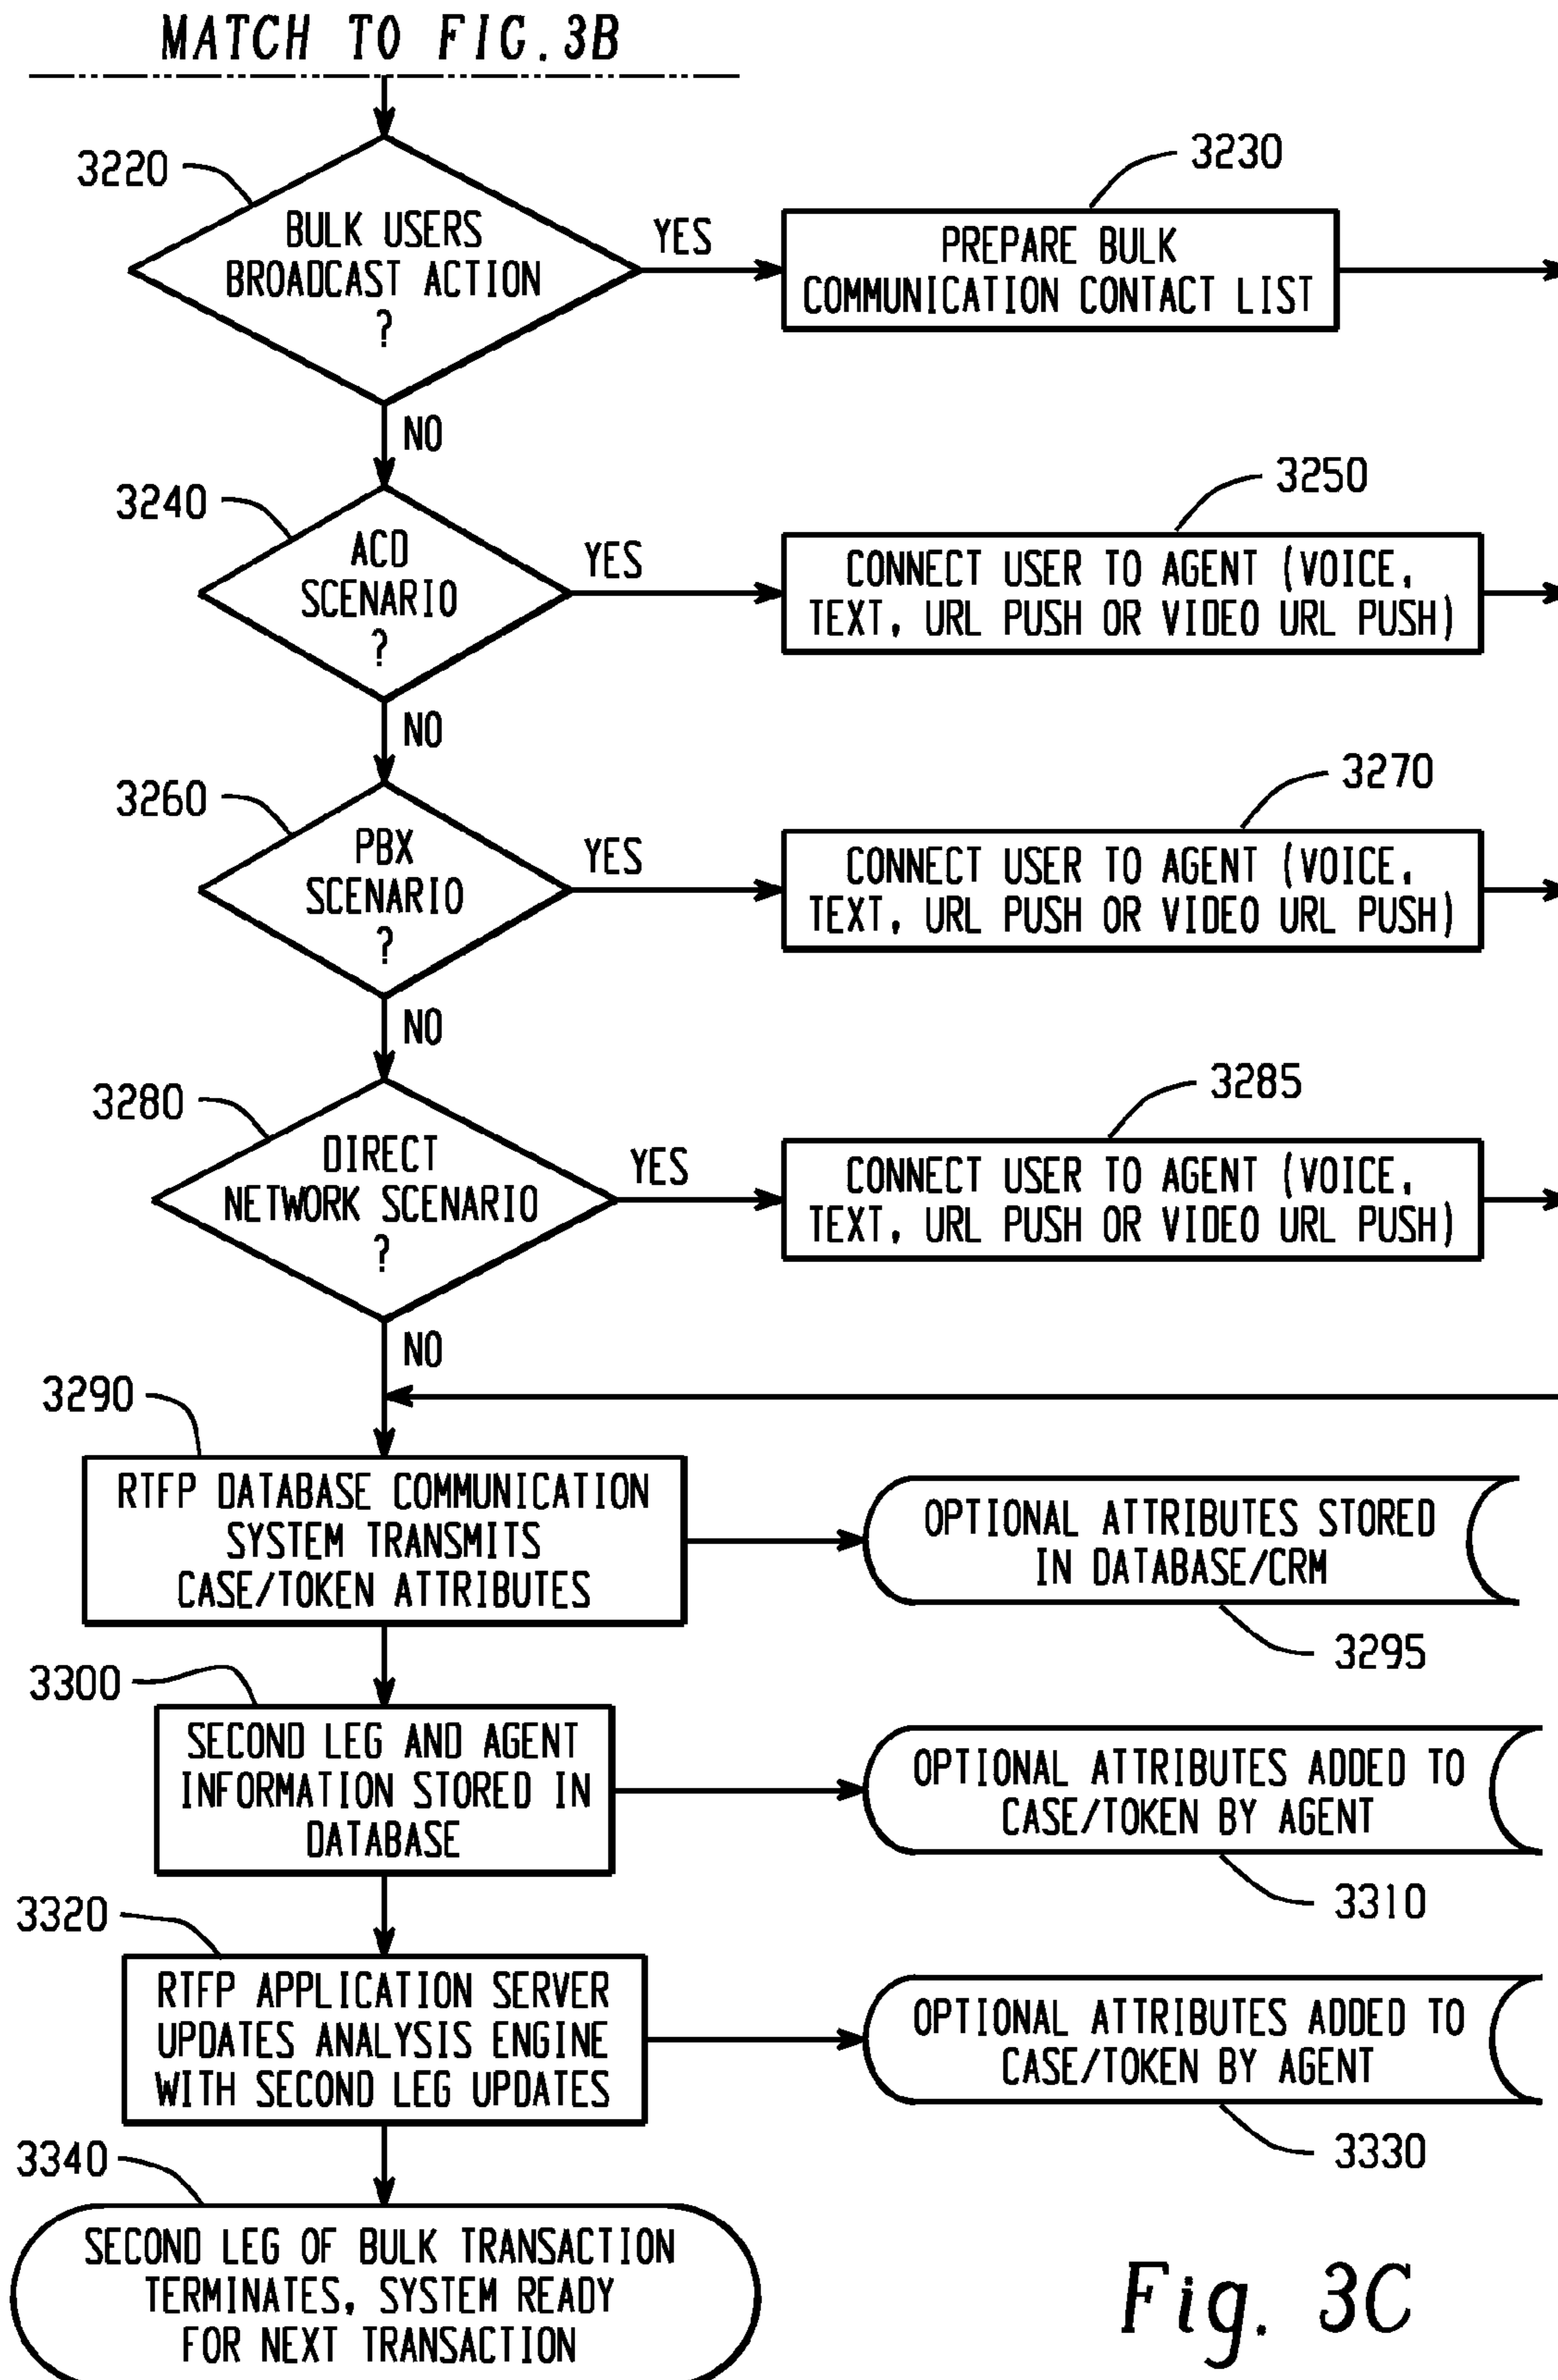 MATCH TO FIG.3B
3220
BULK USERS
BROADCAST ACTION
?
YES
3230
PREPARE BULK
COMMUNICATION CONTACT LIST
NO
3240
ACD
SCENARIO
?
YES
3250
CONNECT USER TO AGENT (VOICE,
TEXT, URL PUSH OR VIDEO URL PUSH)
NO
3260
PBX
SCENARIO
?
YES
3270
CONNECT USER TO AGENT (VOICE,
TEXT, URL PUSH OR VIDEO URL PUSH)
NO
3280
DIRECT
NETWORK SCENARIO
?
YES
3285
CONNECT USER TO AGENT (VOICE,
TEXT, URL PUSH OR VIDEO URL PUSH)
NO
3290
RTFP DATABASE COMMUNICATION
SYSTEM TRANSMITS
CASE/TOKEN ATTRIBUTES
OPTIONAL ATTRIBUTES STORED
IN DATABASE/CRM
3295
3300
SECOND LEG AND AGENT
INFORMATION STORED IN
DATABASE
OPTIONAL ATTRIBUTES ADDED TO
CASE/TOKEN BY AGENT
3310
3320
RTFP APPLICATION SERVER
UPDATES ANALYSIS ENGINE
WITH SECOND LEG UPDATES
OPTIONAL ATTRIBUTES ADDED TO
CASE/TOKEN BY AGENT
3330
3340
SECOND LEG OF BULK TRANSACTION
TERMINATES, SYSTEM READY
FOR NEXT TRANSACTION
Fig. 3C